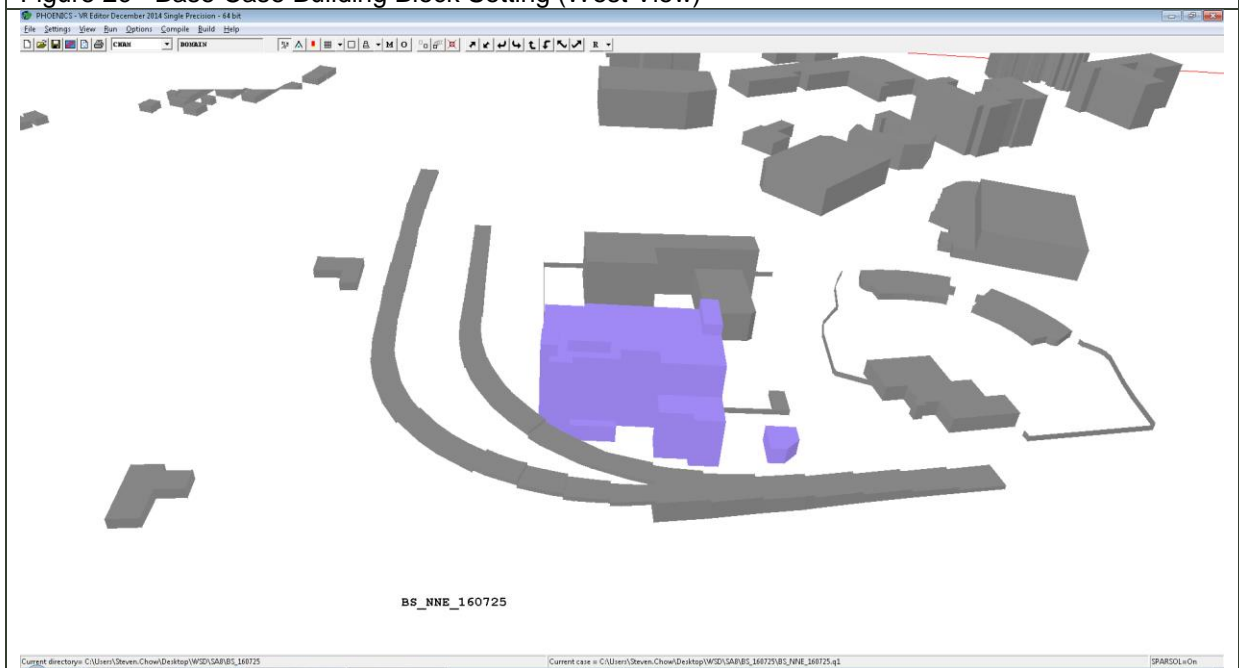 Figure 20 - Base Case Building Block Setting (West View)
PHOENICS - VR Editor December 2014 Single Precision - 64 bit
File Settings View Run Options Compile Build Help
CHAM DOMAIN M O R
BS_NNE_160725
Current directory= C:\Users\Steven.Chow\Desktop\WSD\SA8\BS_160725 Current case = C:\Users\Steven.Chow\Desktop\WSD\SA8\BS_160725\BS_NNE_160725.q1 SPARSOL=On